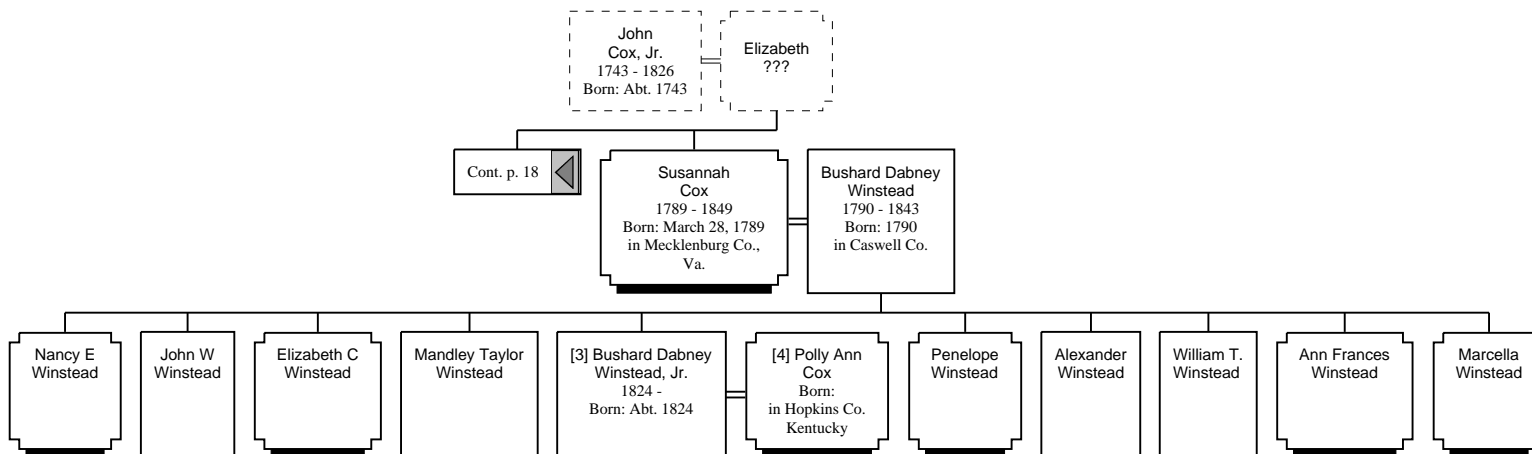 John
Cox, Jr.
1743 - 1826
Born: Abt. 1743
Elizabeth
???
Cont. p. 18
Susannah
Cox
1789 - 1849
Born: March 28, 1789
in Mecklenburg Co.,
Va.
Bushard Dabney
Winstead
1790 - 1843
Born: 1790
in Caswell Co.
Nancy E
Winstead
John W
Winstead
Elizabeth C
Winstead
Mandley Taylor
Winstead
[3] Bushard Dabney
Winstead, Jr.
1824 -
Born: Abt. 1824
[4] Polly Ann
Cox
Born:
in Hopkins Co.
Kentucky
Penelope
Winstead
Alexander
Winstead
William T.
Winstead
Ann Frances
Winstead
Marcella
Winstead